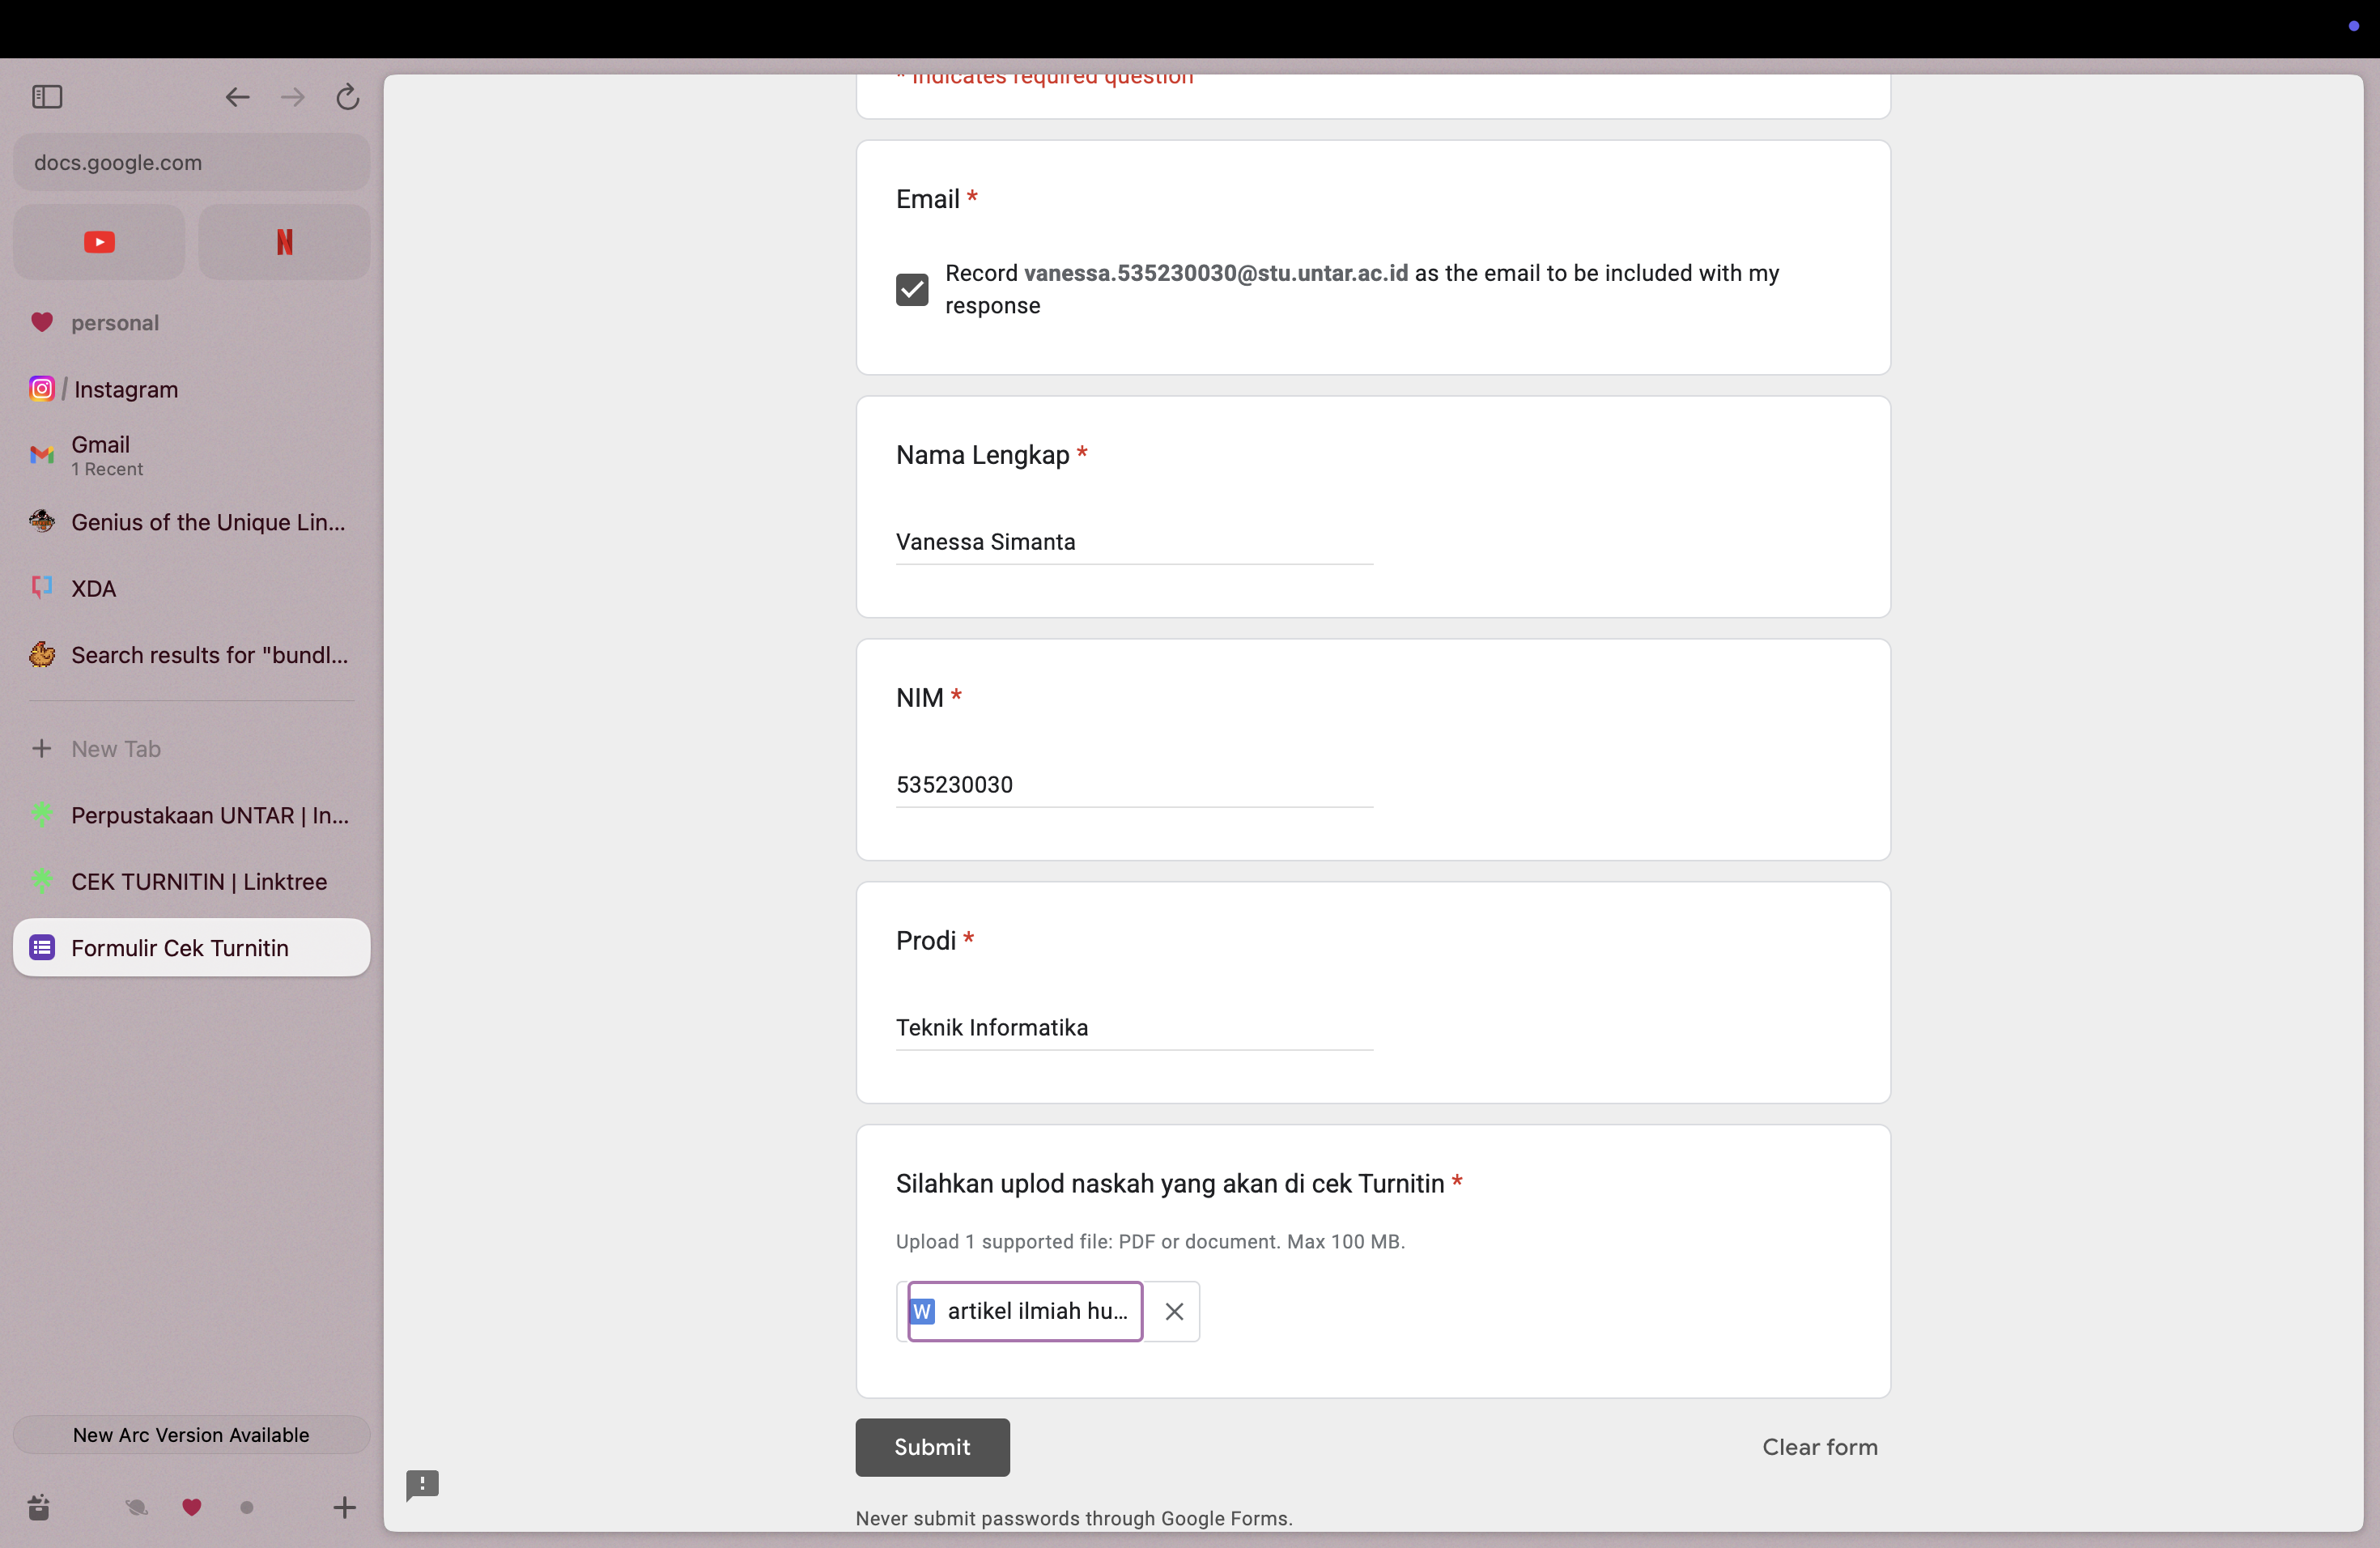 docs.google.com
personal
/ Instagram
Gmail
1 Recent
Genius of the Unique Lin...
XDA
Search results for "bundl...
+ New Tab
Perpustakaan UNTAR | In...
CEK TURNITIN | Linktree
Formulir Cek Turnitin
New Arc Version Available
* Indicates required question
Email *
Record vanessa.535230030@stu.untar.ac.id as the email to be included with my
response
Nama Lengkap *
Vanessa Simanta
NIM *
535230030
Prodi *
Teknik Informatika
Silahkan uplod naskah yang akan di cek Turnitin *
Upload 1 supported file: PDF or document. Max 100 MB.
W artikel ilmiah hu...
Submit
Clear form
Never submit passwords through Google Forms.